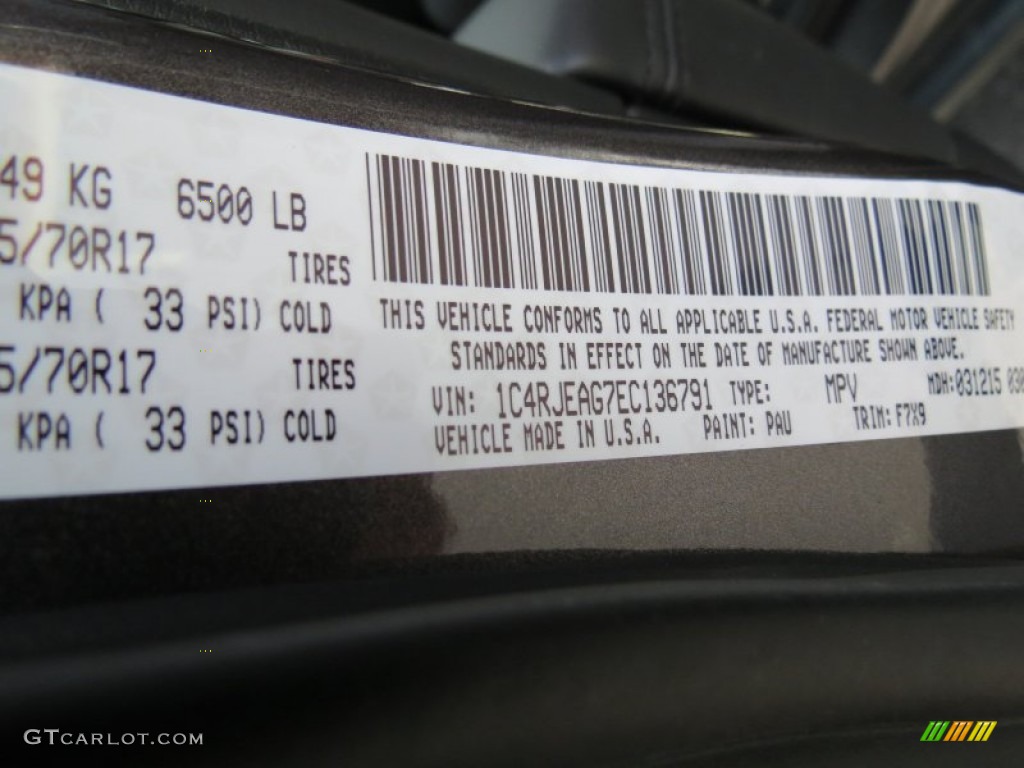 49 KG 6500 LB
5/70R17 TIRES
KPA ( 33 PSI) COLD
5/70R17 TIRES
KPA ( 33 PSI) COLD
THIS VEHICLE CONFORMS TO ALL APPLICABLE U.S.A. FEDERAL MOTOR VEHICLE SAFETY
STANDARDS IN EFFECT ON THE DATE OF MANUFACTURE SHOWN ABOVE.
VIN: 1C4RJEAG7EC136791 TYPE: MPV MDH:031215 030
VEHICLE MADE IN U.S.A. PAINT: PAU TRIM: F7X9
GTCARLOT.COM